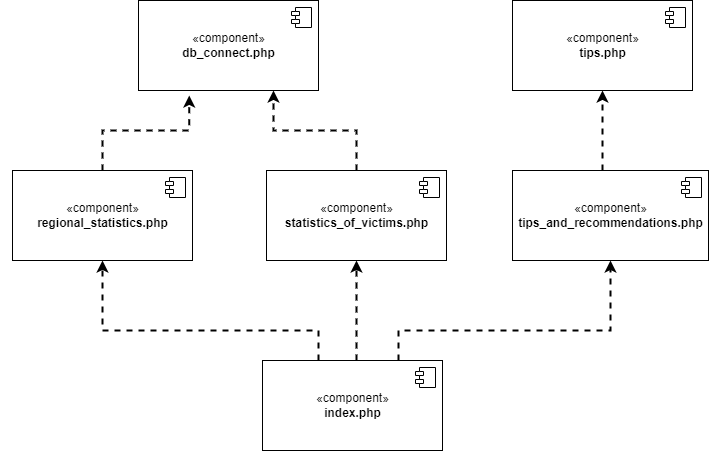 «component»
db_connect.php
«component»
tips.php
«component»
regional_statistics.php
«component»
statistics_of_victims.php
«component»
tips_and_recommendations.php
«component»
index.php